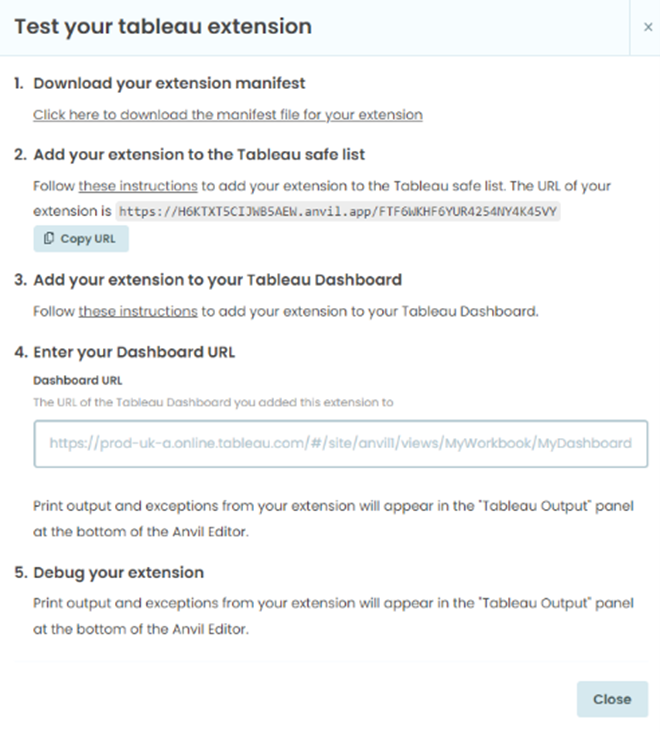 Test your tableau extension
×
1. Download your extension manifest
Click here to download the manifest file for your extension
2. Add your extension to the Tableau safe list
Follow these instructions to add your extension to the Tableau safe list. The URL of your
extension is https://H6KTXT5CIJWB5AEW.anvil.app/FTF6WKHF6YUR4254NY4K45VY
Copy URL
3. Add your extension to your Tableau Dashboard
Follow these instructions to add your extension to your Tableau Dashboard.
4. Enter your Dashboard URL
Dashboard URL
The URL of the Tableau Dashboard you added this extension to
https://prod-uk-a.online.tableau.com/#/site/anvil1/views/MyWorkbook/MyDashboard
Print output and exceptions from your extension will appear in the "Tableau Output" panel
at the bottom of the Anvil Editor.
5. Debug your extension
Print output and exceptions from your extension will appear in the "Tableau Output" panel
at the bottom of the Anvil Editor.
Close